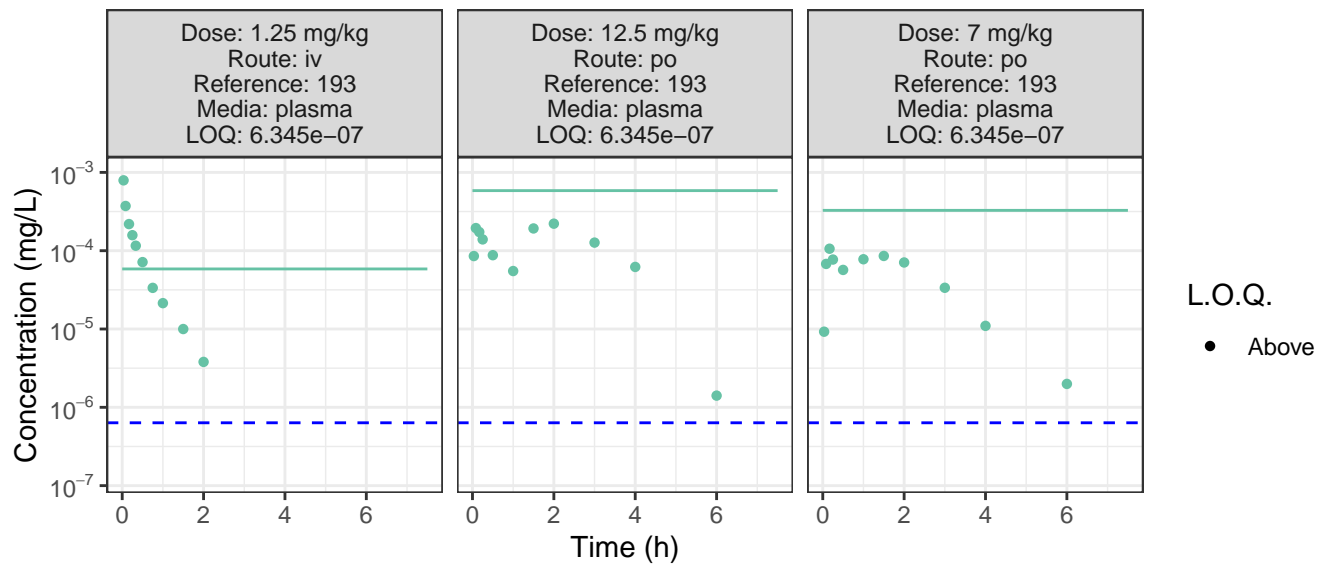 Dose: 1.25 mg/kg
Route: iv
Reference: 193
Media: plasma
LOQ: 6.345e−07
Dose: 12.5 mg/kg
Route: po
Reference: 193
Media: plasma
LOQ: 6.345e−07
Dose: 7 mg/kg
Route: po
Reference: 193
Media: plasma
LOQ: 6.345e−07
Concentration (mg/L)
10⁻³
10⁻⁴
10⁻⁵
10⁻⁶
10⁻⁷
0 2 4 6
0 2 4 6
0 2 4 6
Time (h)
L.O.Q.
Above